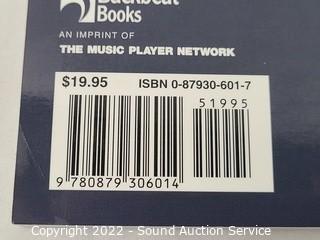 Backbeat
Books
AN IMPRINT OF
THE MUSIC PLAYER NETWORK
$19.95 ISBN 0-87930-601-7
51995
9 780879 306014
Copyright 2022 - Sound Auction Service